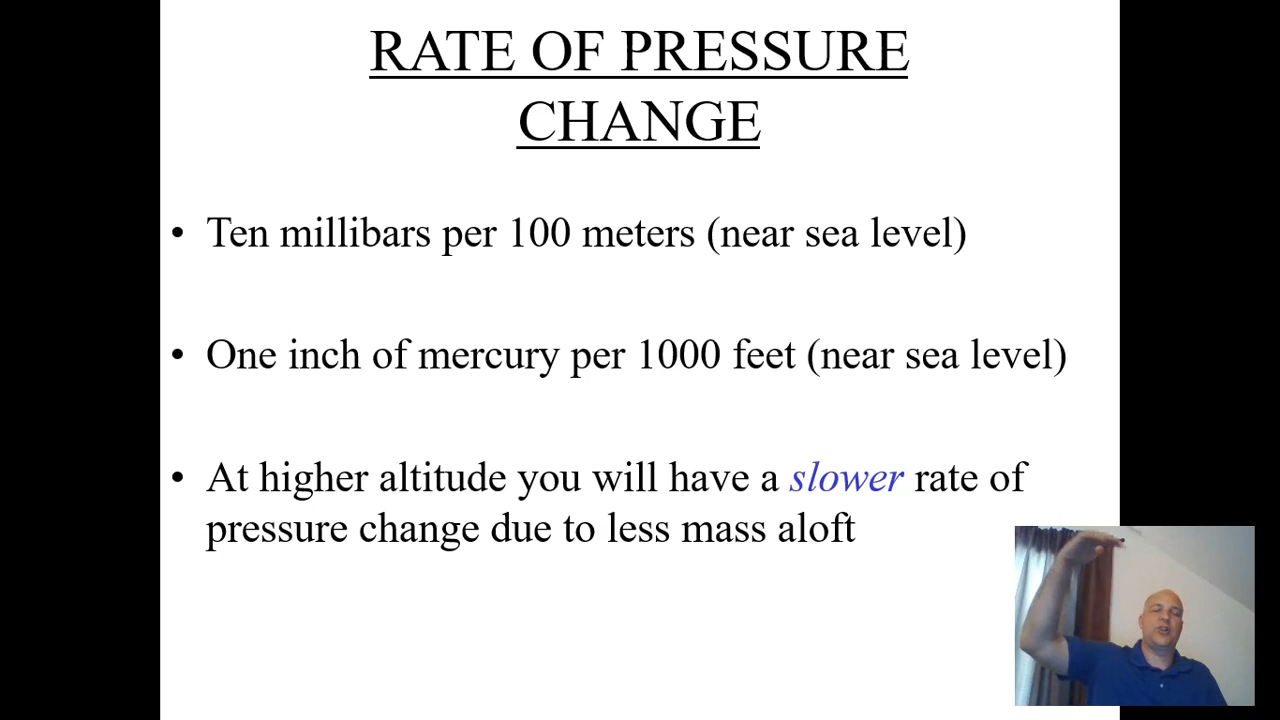 RATE OF PRESSURE
CHANGE
• Ten millibars per 100 meters (near sea level)
• One inch of mercury per 1000 feet (near sea level)
• At higher altitude you will have a slower rate of
pressure change due to less mass aloft